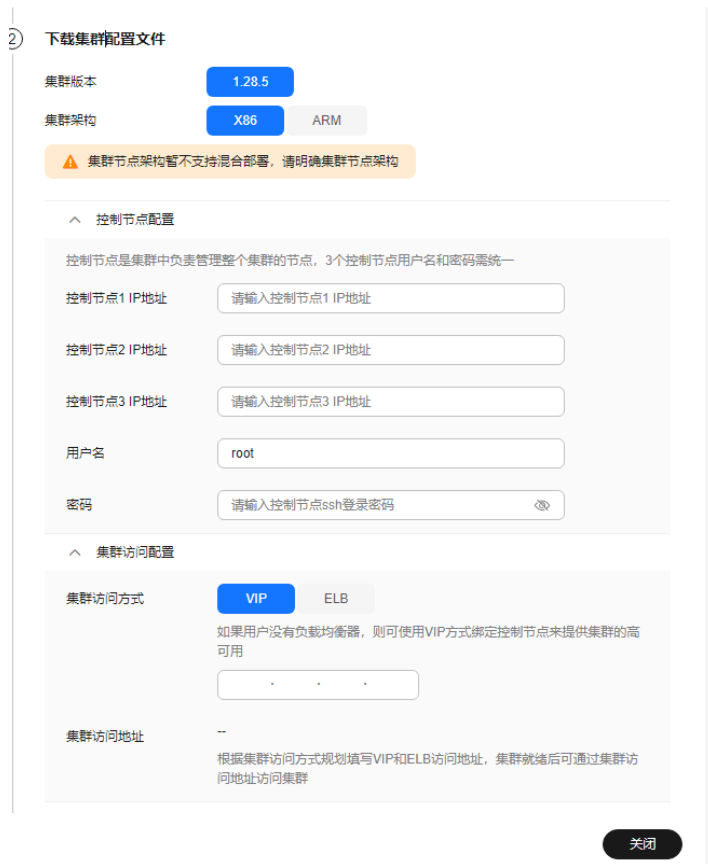 2
下载集群配置文件
集群版本
1.28.5
集群架构
X86
ARM
集群节点架构暂不支持混合部署，请明确集群节点架构
控制节点配置
控制节点是集群中负责管理整个集群的节点，3个控制节点用户名和密码需统一
控制节点1 IP地址
请输入控制节点1 IP地址
控制节点2 IP地址
请输入控制节点2 IP地址
控制节点3 IP地址
请输入控制节点3 IP地址
用户名
root
密码
请输入控制节点ssh登录密码
集群访问配置
集群访问方式
VIP
ELB
如果用户没有负载均衡器，则可使用VIP方式绑定控制节点来提供集群的高
可用
. . .
集群访问地址
--
根据集群访问方式规划填写VIP和ELB访问地址，集群就绪后可通过集群访
问地址访问集群
关闭